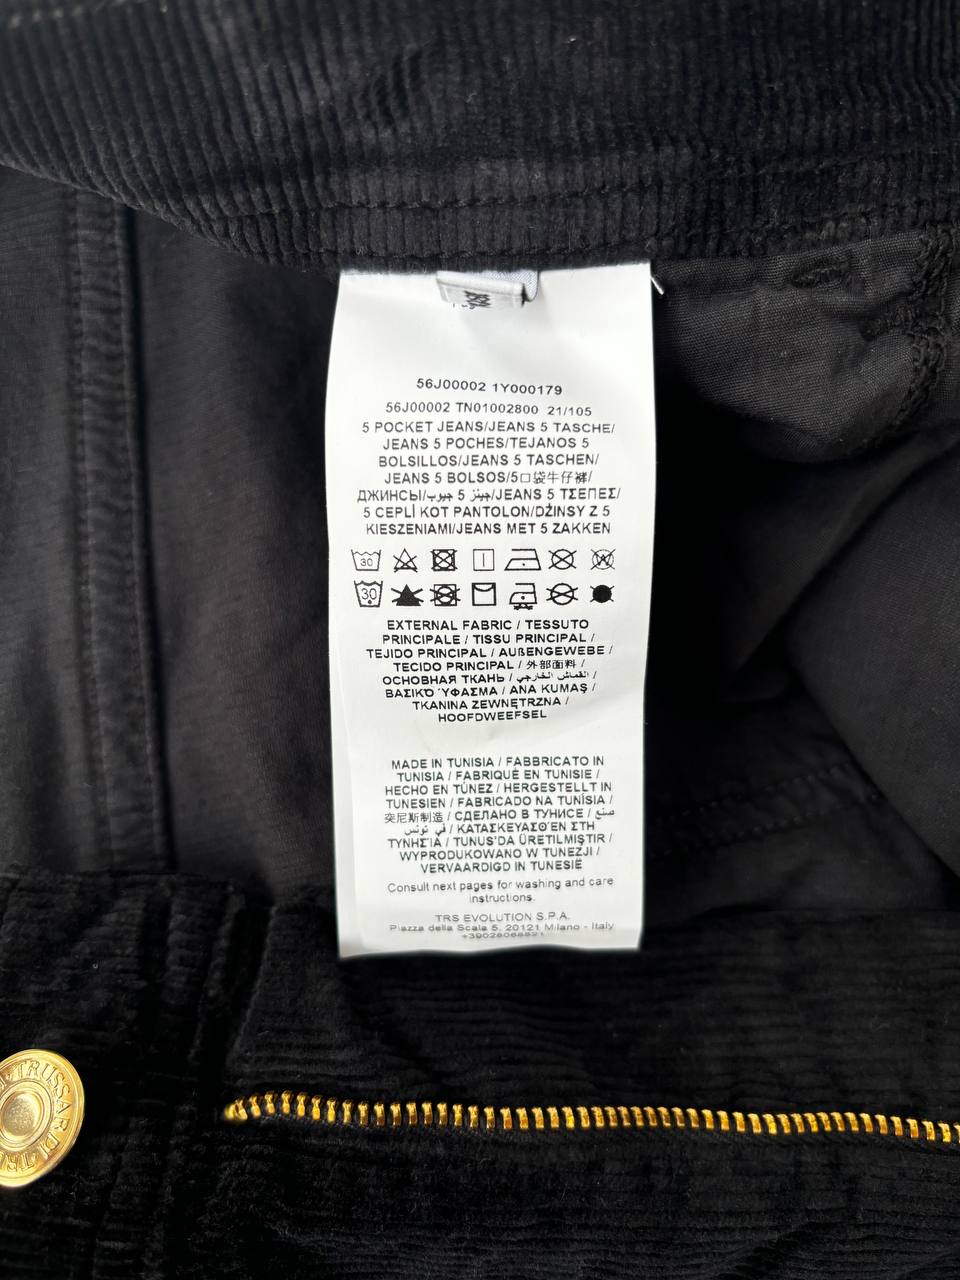 56J00002 1Y000179
56J00002 TN01002800 21/105
5 POCKET JEANS/JEANS 5 TASCHE/
JEANS 5 POCHES/TEJANOS 5
BOLSILLOS/JEANS 5 TASCHEN/
JEANS 5 BOLSOS/5口袋牛仔裤/
ДЖИНСЫ/جينز 5 جيوب/JEANS 5 ΤΣΕΠΕΣ/
5 CEPLİ KOT PANTOLON/DŻINSY Z 5
KIESZENIAMI/JEANS MET 5 ZAKKEN
30
30
EXTERNAL FABRIC / TESSUTO
PRINCIPALE / TISSU PRINCIPAL /
TEJIDO PRINCIPAL / AUßENGEWEBE /
TECIDO PRINCIPAL / 外部面料 /
ОСНОВНАЯ ТКАНЬ / القماش الخارجي /
ΒΑΣΙΚΌ ΎΦΑΣΜΑ / ANA KUMAŞ /
TKANINA ZEWNĘTRZNA /
HOOFDWEEFSEL
MADE IN TUNISIA / FABBRICATO IN
TUNISIA / FABRIQUÉ EN TUNISIE /
HECHO EN TÚNEZ / HERGESTELLT IN
TUNESIEN / FABRICADO NA TUNÍSIA /
突尼斯制造 / СДЕЛАНО В ТУНИСЕ / صنع
في تونس / ΚΑΤΑΣΚΕΥΑΣΘΈΝ ΣΤΗ
ΤΥΝΗΣΊΑ / TUNUS'DA ÜRETİLMİŞTİR /
WYPRODUKOWANO W TUNEZJI /
VERVAARDIGD IN TUNESIË
Consult next pages for washing and care
instructions.
TRS EVOLUTION S.P.A.
Piazza della Scala 5, 20121 Milano - Italy
TRUSSARDI